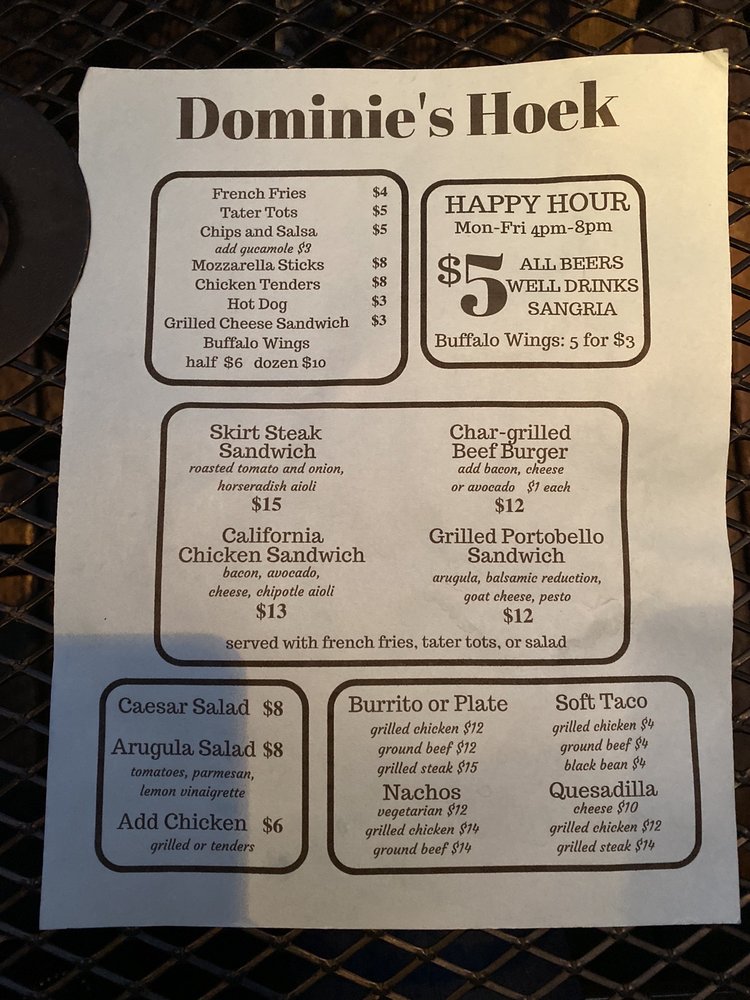 Dominie's Hoek
French Fries $4
Tater Tots $5
Chips and Salsa $5
add gucamole $3
Mozzarella Sticks $8
Chicken Tenders $8
Hot Dog $3
Grilled Cheese Sandwich $3
Buffalo Wings
half $6 dozen $10
HAPPY HOUR
Mon-Fri 4pm-8pm
$5
ALL BEERS
WELL DRINKS
SANGRIA
Buffalo Wings: 5 for $3
Skirt Steak
Sandwich
roasted tomato and onion,
horseradish aioli
$15
Char-grilled
Beef Burger
add bacon, cheese
or avocado $1 each
$12
California
Chicken Sandwich
bacon, avocado,
cheese, chipotle aioli
$13
Grilled Portobello
Sandwich
arugula, balsamic reduction,
goat cheese, pesto
$12
served with french fries, tater tots, or salad
Caesar Salad $8
Arugula Salad $8
tomatoes, parmesan,
lemon vinaigrette
Add Chicken $6
grilled or tenders
Burrito or Plate
grilled chicken $12
ground beef $12
grilled steak $15
Nachos
vegetarian $12
grilled chicken $14
ground beef $14
Soft Taco
grilled chicken $4
ground beef $4
black bean $4
Quesadilla
cheese $10
grilled chicken $12
grilled steak $14